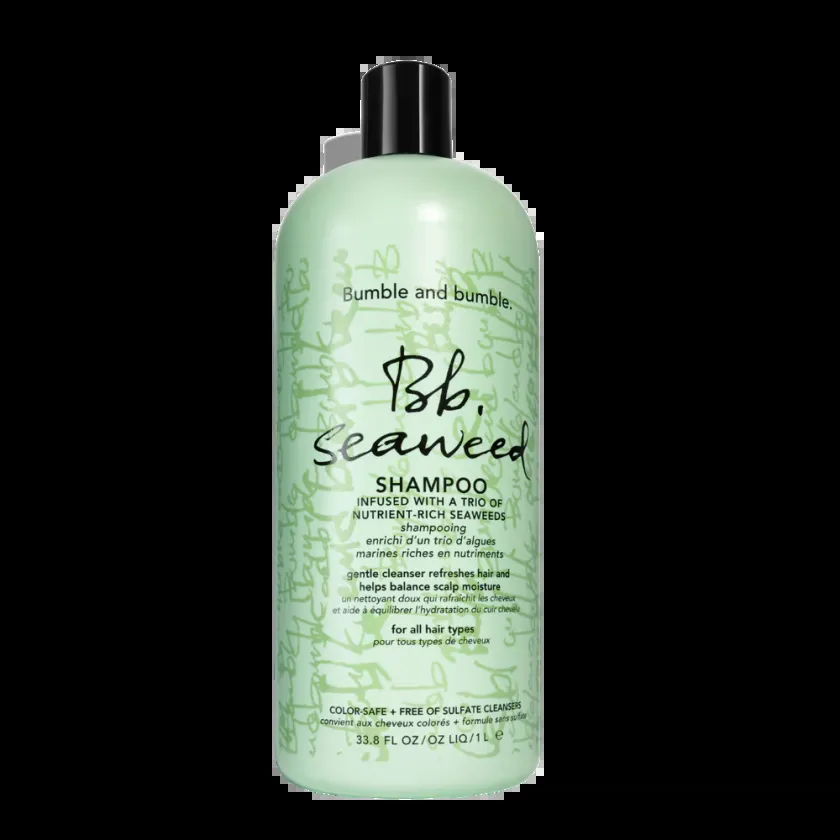 Bumble and bumble.
Bb.
seaweed
SHAMPOO
INFUSED WITH A TRIO OF
NUTRIENT-RICH SEAWEEDS
shampooing
enrichi d'un trio d'algues
marines riches en nutriments
gentle cleanser refreshes hair and
helps balance scalp moisture
un nettoyant doux qui rafraîchit les cheveux
et aide à équilibrer l'hydratation du cuir chevelu
for all hair types
pour tous types de cheveux
COLOR-SAFE + FREE OF SULFATE CLEANSERS
convient aux cheveux colorés + formule sans sulfate
33.8 FL OZ/OZ LIQ/1 L ℮